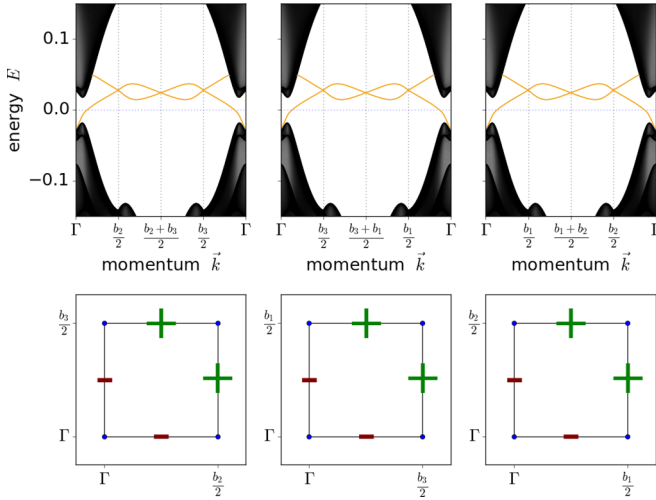 energy E
0.1
0.0
−0.1
Γ b₂/2 (b₂ + b₃)/2 b₃/2 Γ
momentum k⃗
Γ b₃/2 (b₃ + b₁)/2 b₁/2 Γ
momentum k⃗
Γ b₁/2 (b₁ + b₂)/2 b₂/2 Γ
momentum k⃗
b₃/2
Γ
Γ b₂/2
b₁/2
Γ
Γ b₃/2
b₂/2
Γ
Γ b₁/2